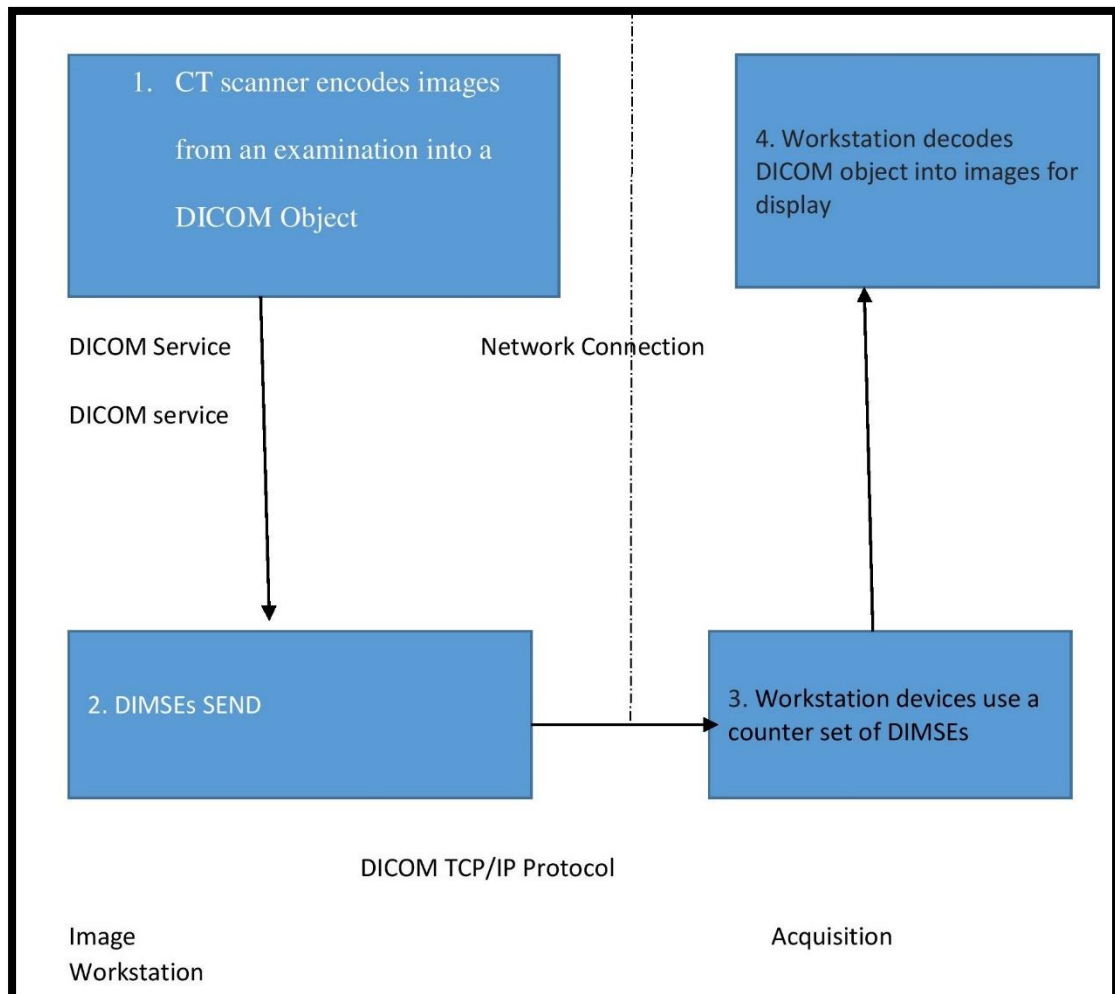 1. CT scanner encodes images
from an examination into a
DICOM Object
4. Workstation decodes
DICOM object into images for
display
DICOM Service
Network Connection
DICOM service
2. DIMSEs SEND
3. Workstation devices use a
counter set of DIMSEs
DICOM TCP/IP Protocol
Image
Workstation
Acquisition